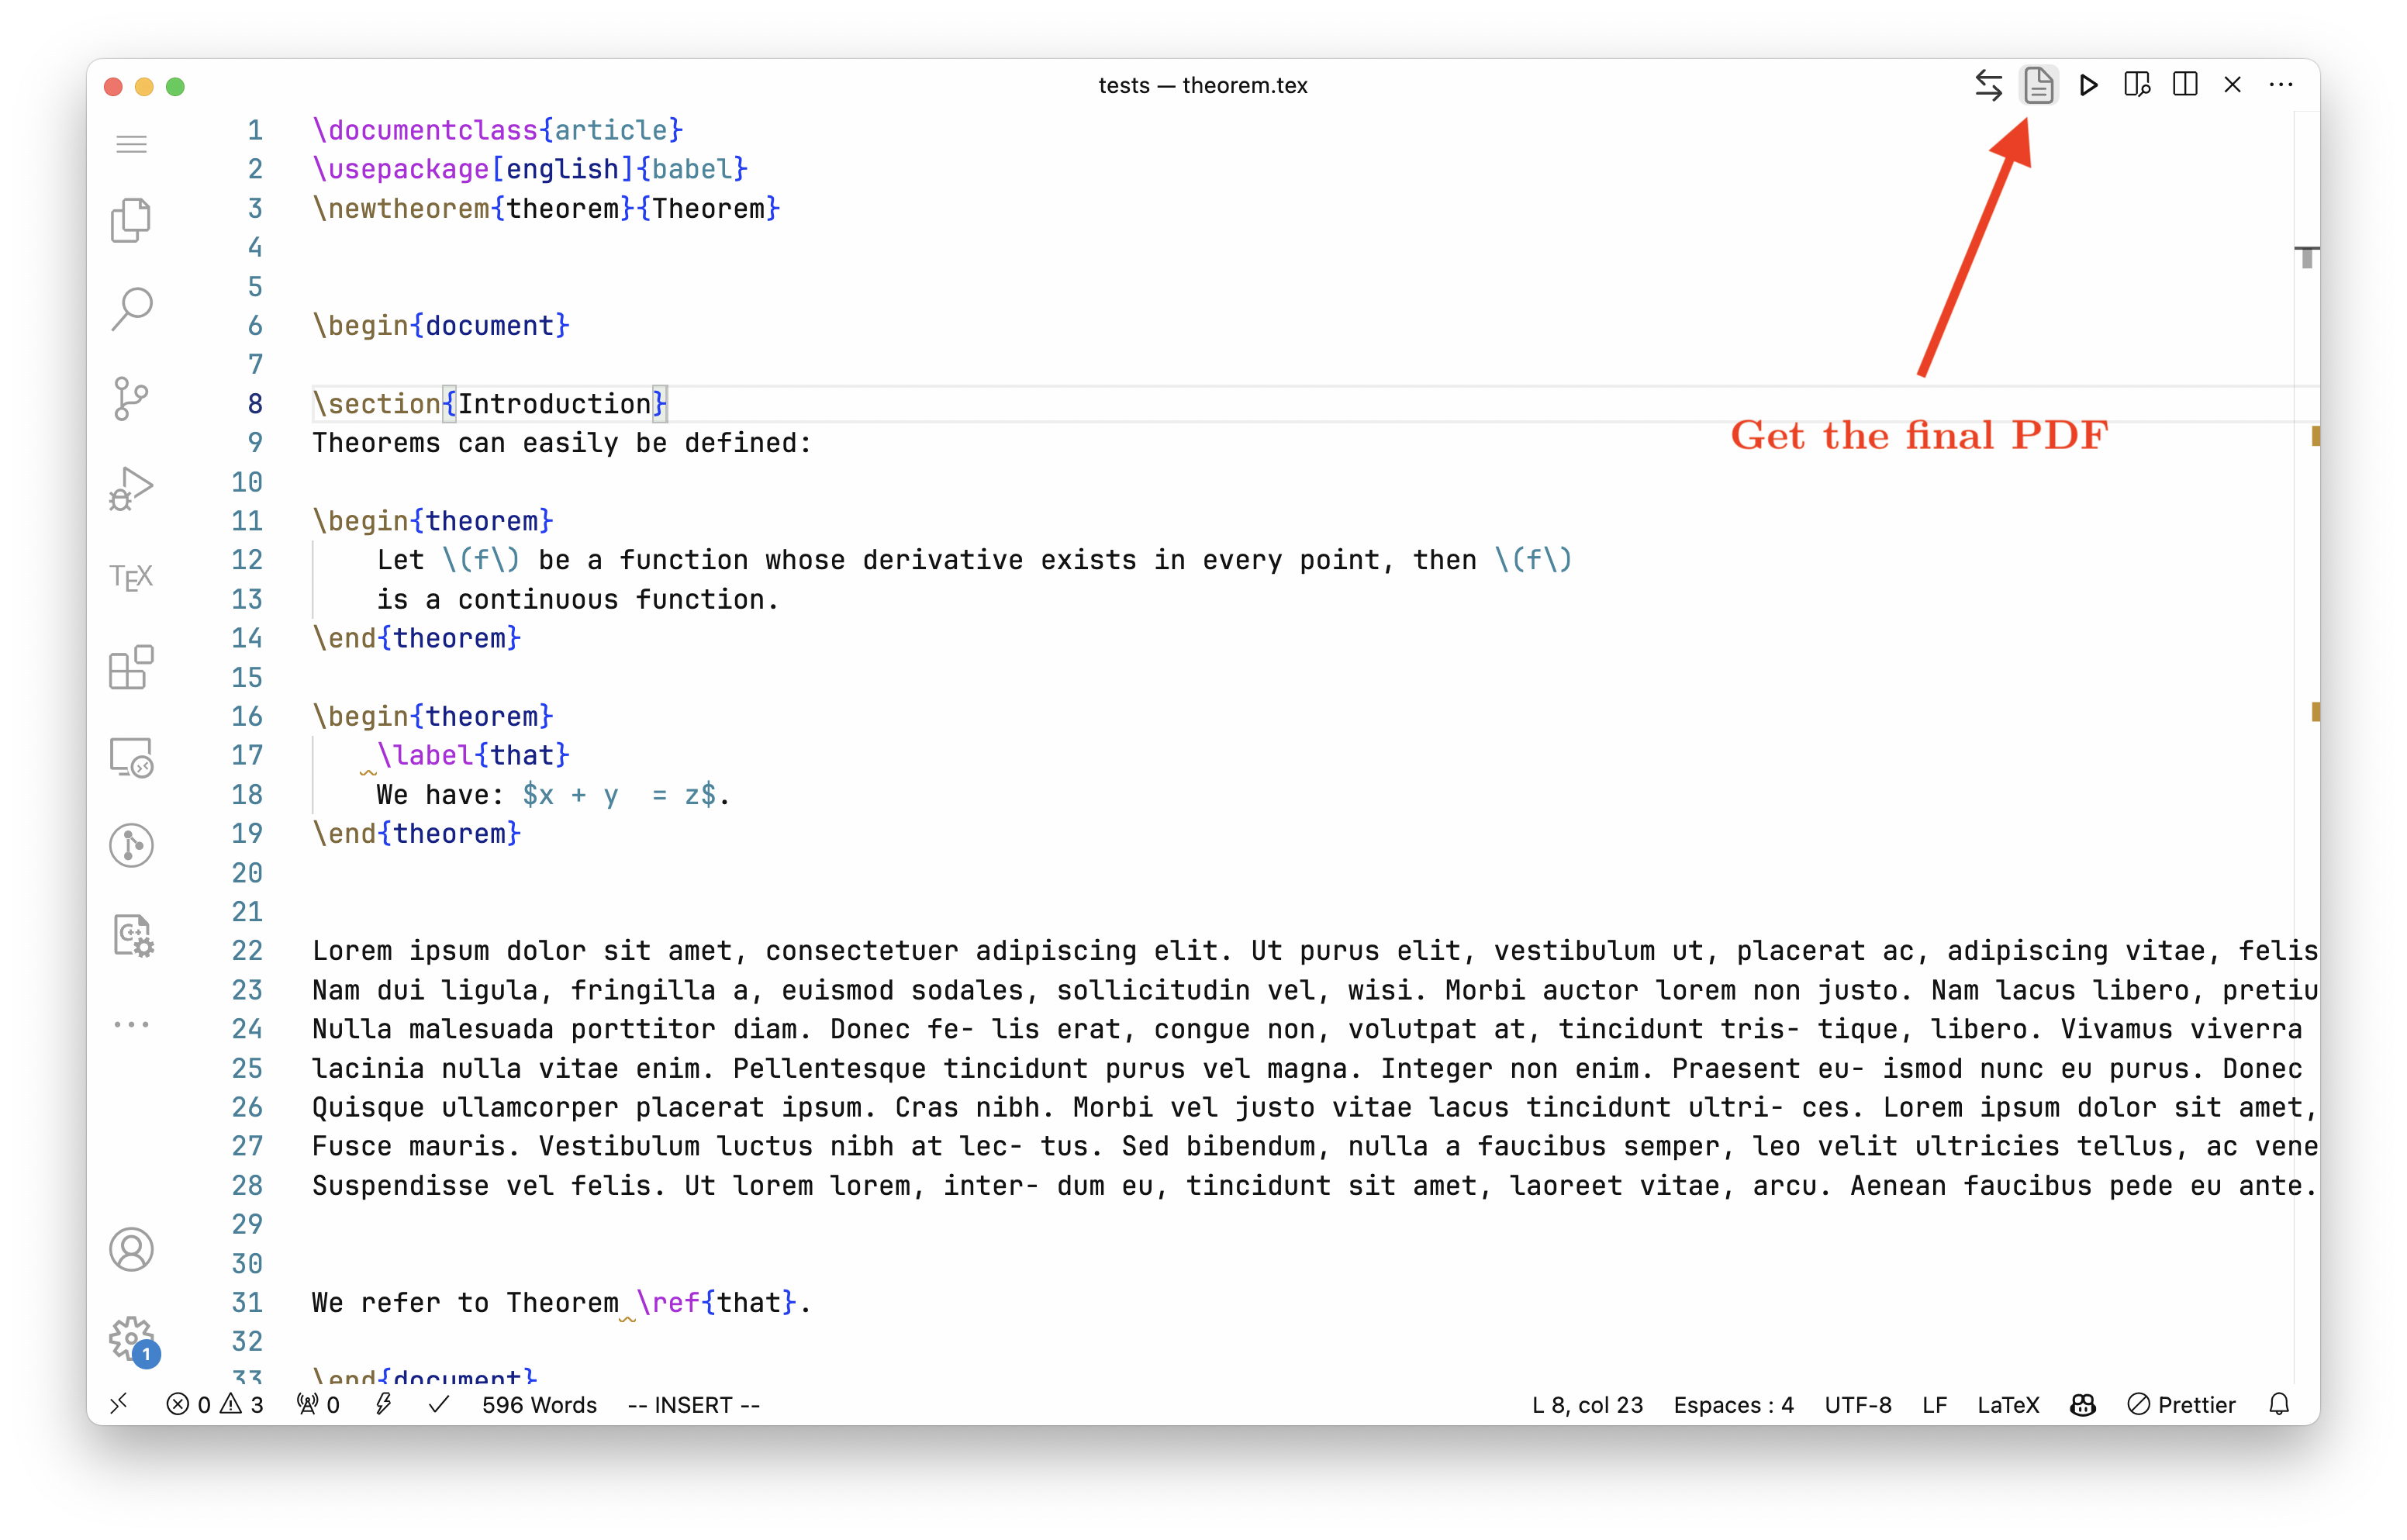 tests — theorem.tex
1 \documentclass{article}
2 \usepackage[english]{babel}
3 \newtheorem{theorem}{Theorem}
4
5
6 \begin{document}
7
8 \section{Introduction}
9 Theorems can easily be defined:
Get the final PDF
10
11 \begin{theorem}
12 Let \(f\) be a function whose derivative exists in every point, then \(f\)
13 is a continuous function.
14 \end{theorem}
15
16 \begin{theorem}
17 \label{that}
18 We have: $x + y  = z$.
19 \end{theorem}
20
21
22 Lorem ipsum dolor sit amet, consectetuer adipiscing elit. Ut purus elit, vestibulum ut, placerat ac, adipiscing vitae, felis
23 Nam dui ligula, fringilla a, euismod sodales, sollicitudin vel, wisi. Morbi auctor lorem non justo. Nam lacus libero, pretiu
24 Nulla malesuada porttitor diam. Donec fe- lis erat, congue non, volutpat at, tincidunt tris- tique, libero. Vivamus viverra
25 lacinia nulla vitae enim. Pellentesque tincidunt purus vel magna. Integer non enim. Praesent eu- ismod nunc eu purus. Donec
26 Quisque ullamcorper placerat ipsum. Cras nibh. Morbi vel justo vitae lacus tincidunt ultri- ces. Lorem ipsum dolor sit amet,
27 Fusce mauris. Vestibulum luctus nibh at lec- tus. Sed bibendum, nulla a faucibus semper, leo velit ultricies tellus, ac vene
28 Suspendisse vel felis. Ut lorem lorem, inter- dum eu, tincidunt sit amet, laoreet vitae, arcu. Aenean faucibus pede eu ante.
29
30
31 We refer to Theorem \ref{that}.
32
33 \end{document}
TEX
C++
1
0 3 0 596 Words -- INSERT -- L 8, col 23 Espaces : 4 UTF-8 LF LaTeX Prettier